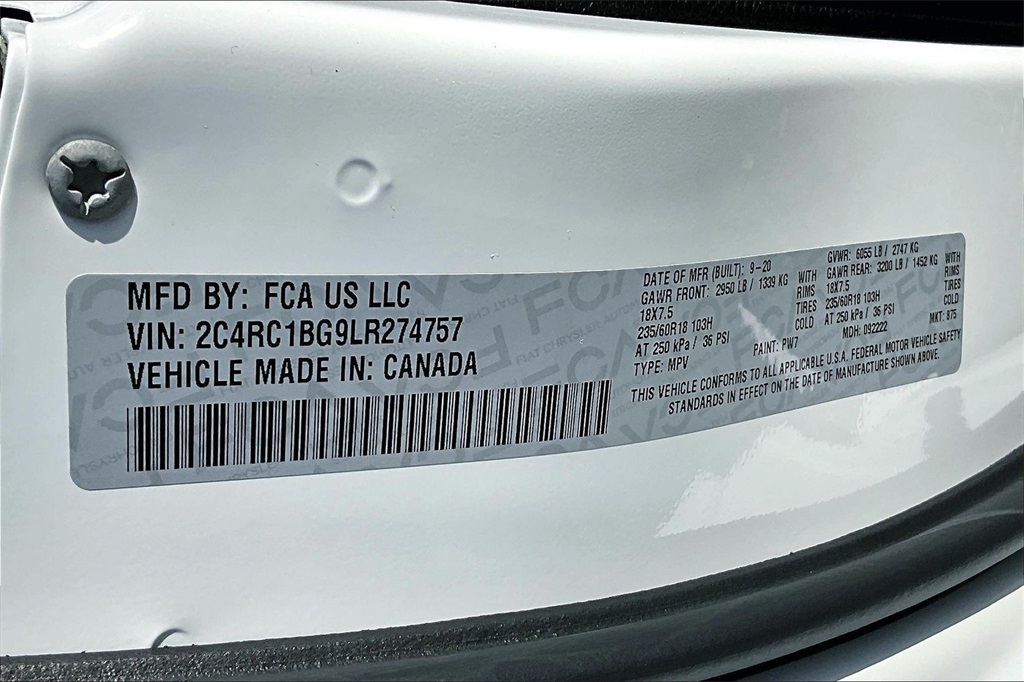 MFD BY: FCA US LLC
VIN: 2C4RC1BG9LR274757
VEHICLE MADE IN: CANADA
DATE OF MFR (BUILT): 9-20 GVWR: 6055 LB / 2747 KG
GAWR FRONT: 2950 LB / 1339 KG WITH GAWR REAR: 3200 LB / 1452 KG WITH
18X7.5 RIMS 18X7.5 RIMS
235/60R18 103H TIRES 235/60R18 103H TIRES
AT 250 kPa / 36 PSI COLD AT 250 kPa / 36 PSI COLD
TYPE: MPV PAINT: PW7 MDH: 092222 MKT: 875
THIS VEHICLE CONFORMS TO ALL APPLICABLE U.S.A. FEDERAL MOTOR VEHICLE SAFETY
STANDARDS IN EFFECT ON THE DATE OF MANUFACTURE SHOWN ABOVE.